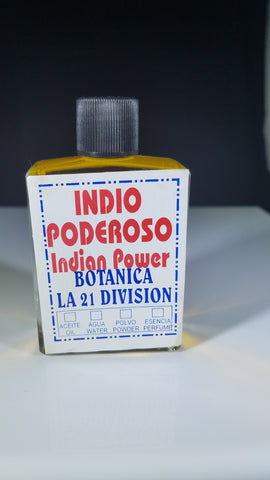 INDIO
PODEROSO
Indian Power
BOTANICA
LA 21 DIVISION
ACEITE AGUA POLVO ESENCIA
OIL WATER POWDER PERFUME